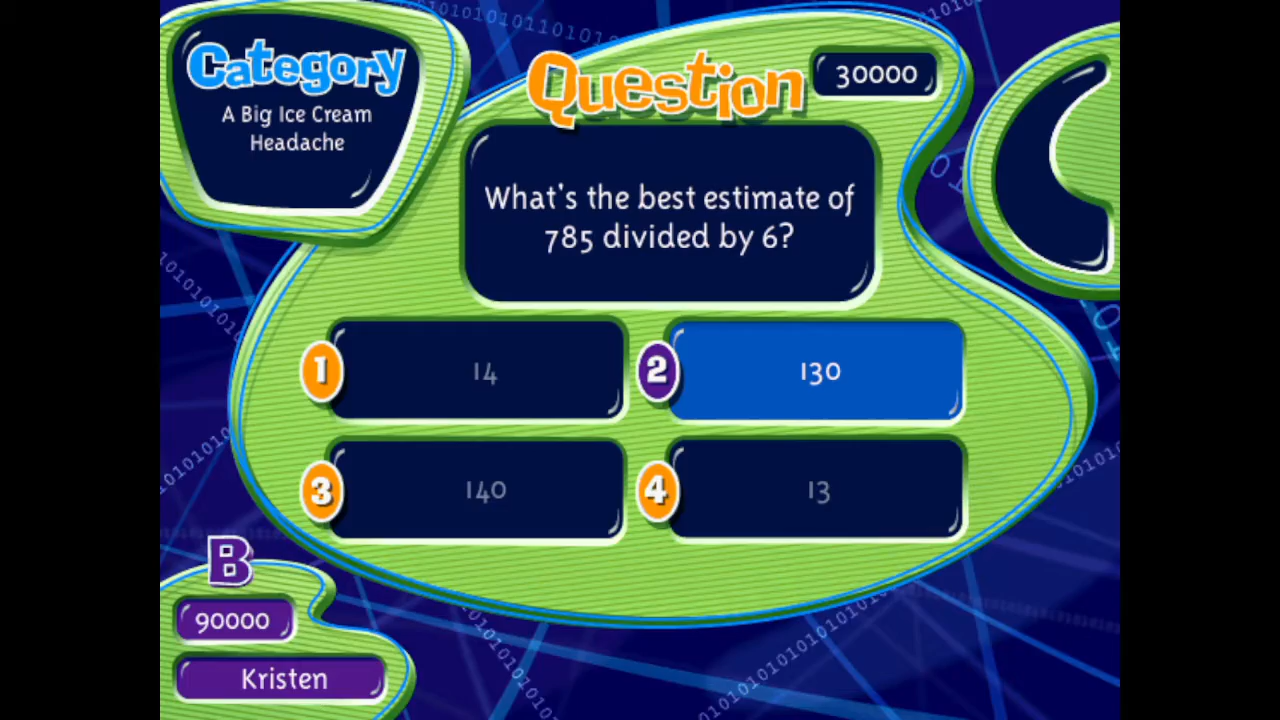 Category
A Big Ice Cream
Headache
Question
30000
What's the best estimate of
785 divided by 6?
1
14
2
130
3
140
4
13
B
90000
Kristen